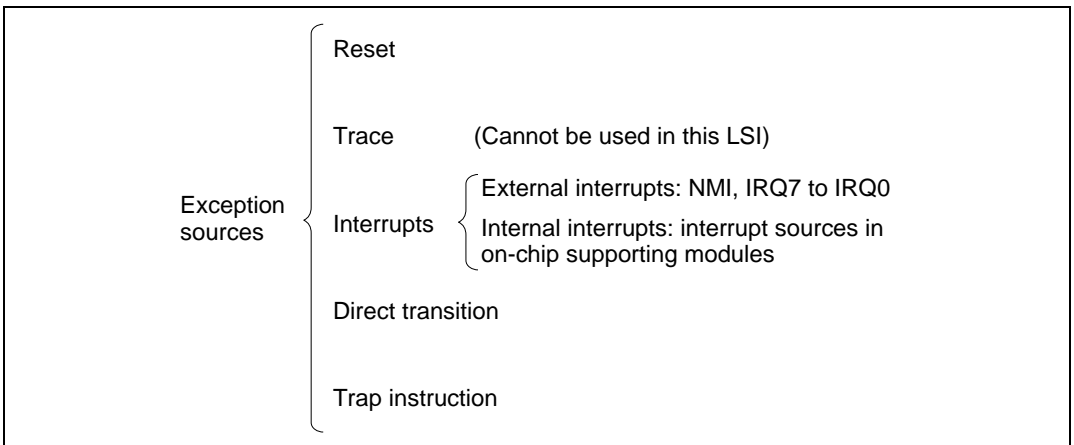 Reset
Trace (Cannot be used in this LSI)
Exception
sources
Interrupts
External interrupts: NMI, IRQ7 to IRQ0
Internal interrupts: interrupt sources in
on-chip supporting modules
Direct transition
Trap instruction